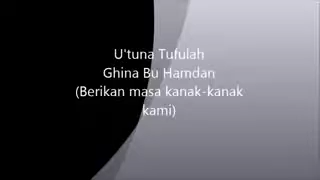 U'tuna Tufulah
Ghina Bu Hamdan
(Berikan masa kanak-kanak
kami)